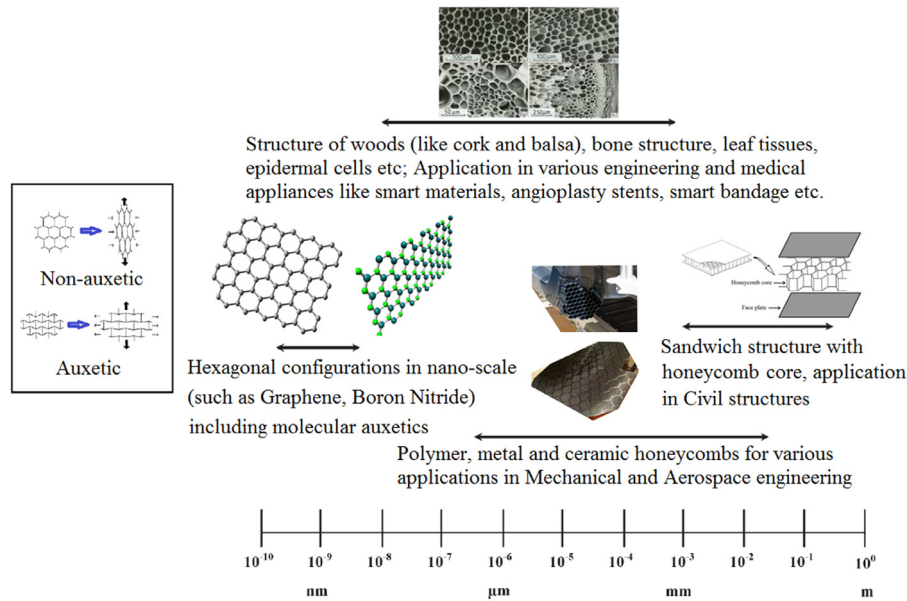 100μm
100μm
50μm
250μm
Structure of woods (like cork and balsa), bone structure, leaf tissues,
epidermal cells etc; Application in various engineering and medical
appliances like smart materials, angioplasty stents, smart bandage etc.
Non-auxetic
Auxetic
Hexagonal configurations in nano-scale
(such as Graphene, Boron Nitride)
including molecular auxetics
Honeycomb core
Face plate
Sandwich structure with
honeycomb core, application
in Civil structures
Polymer, metal and ceramic honeycombs for various
applications in Mechanical and Aerospace engineering
10⁻¹⁰ 10⁻⁹ 10⁻⁸ 10⁻⁷ 10⁻⁶ 10⁻⁵ 10⁻⁴ 10⁻³ 10⁻² 10⁻¹ 10⁰
nm μm mm m